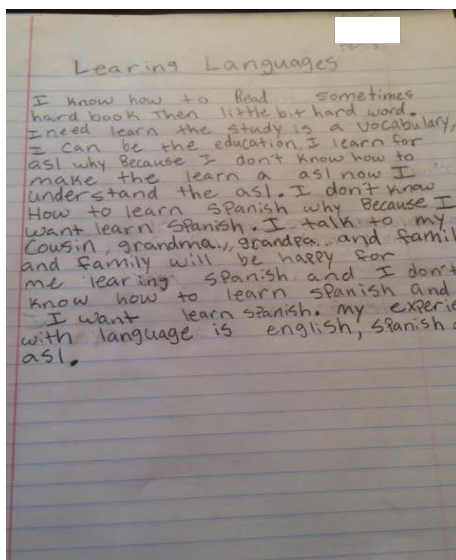 Learing Languages
I know how to Read sometimes
hard book Then little bit hard word.
I need learn the study is a vocabulary,
I can be the education, I learn for
asl why Because I don't know how to
make the learn a asl now I
understand the asl. I don't know
How to learn spanish why Because I
want learn spanish. I talk to my
cousin, grandma, grandpa and famil
and family will be happy for
me learing spanish and I don't
know how to learn spanish and
I want learn spanish. my experie
with language is english, spanish
asl.